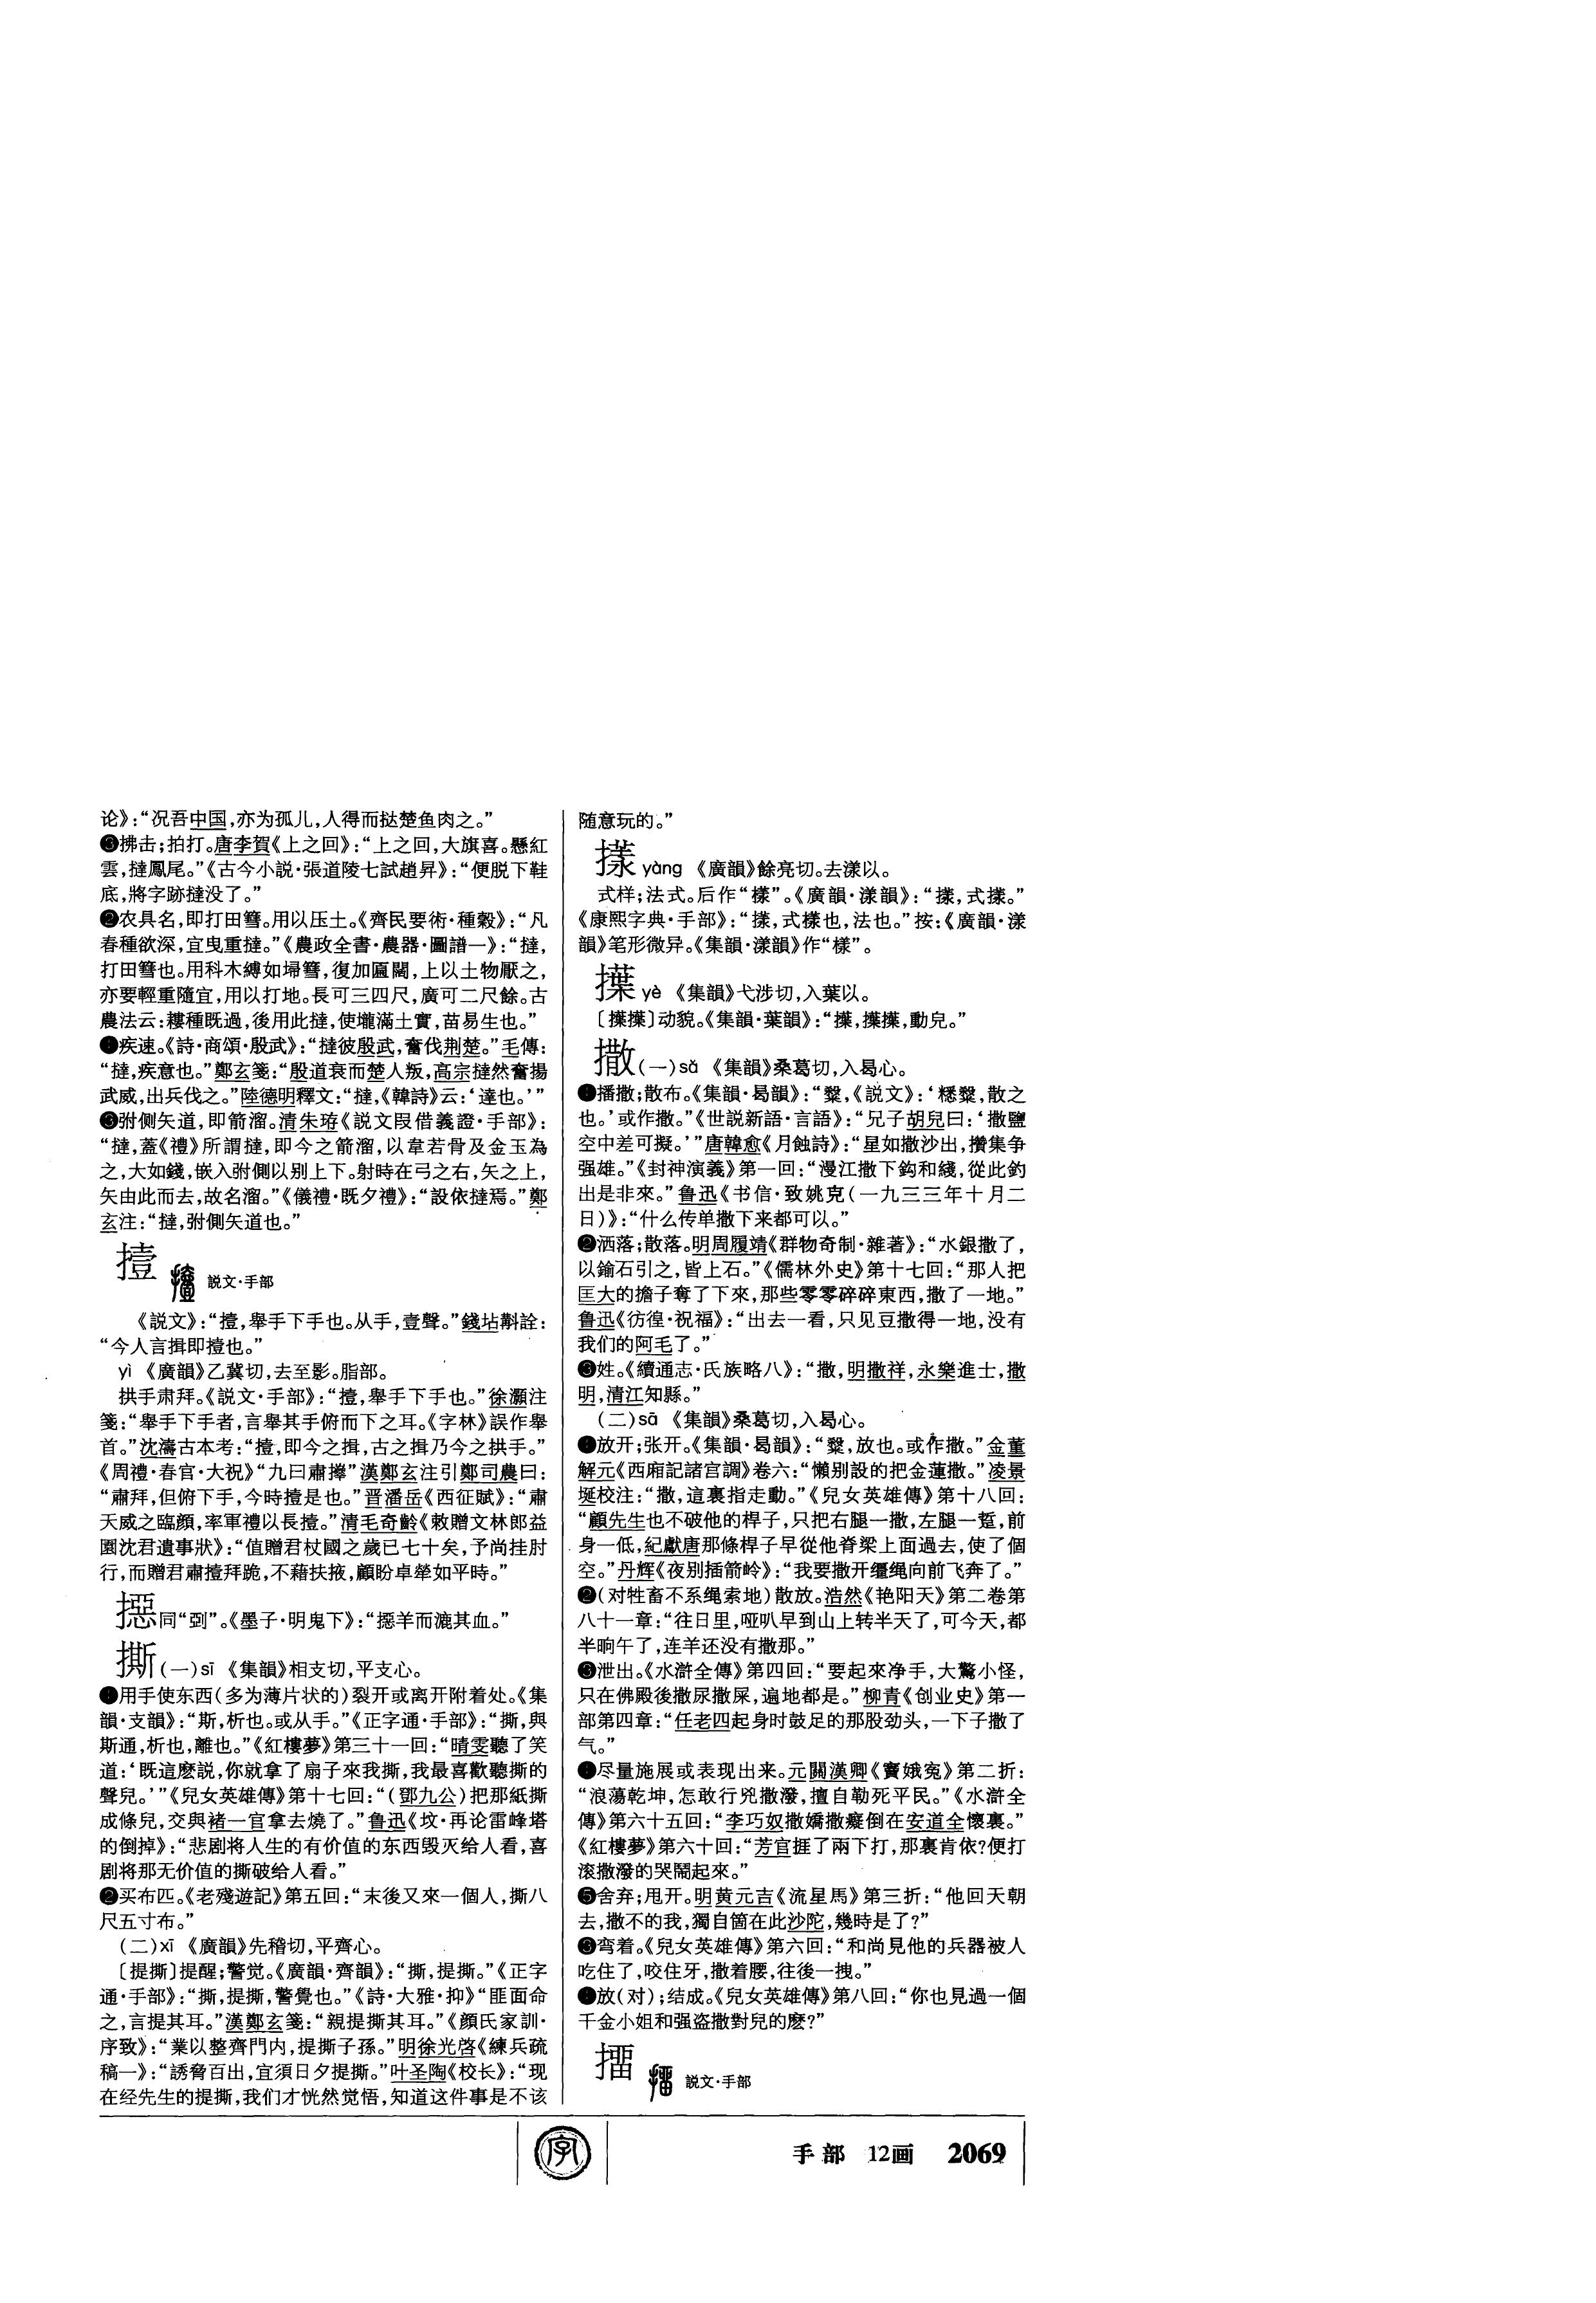 论》：“况吾中国，亦为孤儿，人得而挞楚鱼肉之。”
❸拂击；拍打。唐李賀《上之回》：“上之回，大旗喜。懸紅
雲，撻鳳尾。”《古今小説·張道陵七試趙昇》：“便脱下鞋
底，將字跡撻没了。”
❷农具名，即打田篲。用以压土。《齊民要術·種穀》：“凡
春種欲深，宜曳重撻。”《農政全書·農器·圖譜一》：“撻，
打田篲也。用科木縛如埽篲，復加匾闊，上以土物厭之，
亦要輕重隨宜，用以打地。長可三四尺，廣可二尺餘。古
農法云：耬種既過，後用此撻，使壠滿土實，苗易生也。”
疾速。《詩·商頌·殷武》：“撻彼殷武，奮伐荆楚。”毛傳：
“撻，疾意也。”鄭玄箋：“殷道衰而楚人叛，高宗撻然奮揚
武威，出兵伐之。”陸德明釋文：“撻，《韓詩》云：‘達也。’”
❸弣侧矢道，即箭溜。清朱珔《説文叚借義證·手部》：
“撻，蓋《禮》所謂撻，即今之箭溜，以韋若骨及金玉為
之，大如錢，嵌入弣側以别上下。射時在弓之右，矢之上，
矢由此而去，故名溜。”《儀禮·既夕禮》：“設依撻焉。”鄭
玄注：“撻，弣側矢道也。”
撎 説文·手部
《説文》：“撎，舉手下手也。从手，壹聲。”錢坫斠詮：
“今人言揖即撎也。”
yì 《廣韻》乙冀切，去至影。脂部。
拱手肃拜。《説文·手部》：“撎，舉手下手也。”徐灝注
箋：“舉手下手者，言舉其手俯而下之耳。《字林》誤作舉
首。”沈濤古本考：“撎，即今之揖，古之揖乃今之拱手。”
《周禮·春官·大祝》“九曰肅𢷎”漢鄭玄注引鄭司農曰：
“肅拜，但俯下手，今時撎是也。”晋潘岳《西征賦》：“肅
天威之臨顔，率軍禮以長撎。”清毛奇齡《敕贈文林郎益
園沈君遺事狀》：“值贈君杖國之歲已七十矣，予尚挂肘
行，而贈君肅撎拜跪，不藉扶掖，顧盼卓犖如平時。”
㨵同“剄”。《墨子·明鬼下》：“㨵羊而漉其血。”
撕(一)sī 《集韻》相支切，平支心。
用手使东西（多为薄片状的）裂开或离开附着处。《集
韻·支韻》：“斯，析也。或从手。”《正字通·手部》：“撕，與
斯通，析也，離也。”《紅樓夢》第三十一回：“晴雯聽了笑
道：‘既這麽説，你就拿了扇子來我撕，我最喜歡聽撕的
聲兒。’”《兒女英雄傳》第十七回：“（鄧九公）把那紙撕
成條兒，交與褚一官拿去燒了。”鲁迅《坟·再论雷峰塔
的倒掉》：“悲剧将人生的有价值的东西毁灭给人看，喜
剧将那无价值的撕破给人看。”
❷买布匹。《老殘遊記》第五回：“末後又來一個人，撕八
尺五寸布。”
(二)xī 《廣韻》先稽切，平齊心。
〔提撕〕提醒；警觉。《廣韻·齊韻》：“撕，提撕。”《正字
通·手部》：“撕，提撕，警覺也。”《詩·大雅·抑》“匪面命
之，言提其耳。”漢鄭玄箋：“親提撕其耳。”《顔氏家訓·
序致》：“業以整齊門内，提撕子孫。”明徐光啓《練兵疏
稿一》：“誘脅百出，宜須日夕提撕。”叶圣陶《校长》：“现
在经先生的提撕，我们才恍然觉悟，知道这件事是不该
随意玩的。”
㨾 yàng 《廣韻》餘亮切。去漾以。
式样；法式。后作“樣”。《廣韻·漾韻》：“㨾，式㨾。”
《康熙字典·手部》：“㨾，式樣也，法也。”按：《廣韻·漾
韻》笔形微异。《集韻·漾韻》作“樣”。
擛 yè 《集韻》弋涉切，入葉以。
〔擛擛〕动貌。《集韻·葉韻》：“擛，擛擛，動皃。”
撒(一)sǎ 《集韻》桑葛切，入曷心。
播撒；散布。《集韻·曷韻》：“䊛，《説文》：‘𥻦䊛，散之
也。’或作撒。”《世説新語·言語》：“兄子胡兒曰：‘撒鹽
空中差可擬。’”唐韓愈《月蝕詩》：“星如撒沙出，攢集争
强雄。”《封神演義》第一回：“漫江撒下鈎和綫，從此釣
出是非來。”鲁迅《书信·致姚克（一九三三年十月二
日）》：“什么传单撒下来都可以。”
❷洒落；散落。明周履靖《群物奇制·雜著》：“水銀撒了，
以鍮石引之，皆上石。”《儒林外史》第十七回：“那人把
匡大的擔子奪了下來，那些零零碎碎東西，撒了一地。”
鲁迅《彷徨·祝福》：“出去一看，只见豆撒得一地，没有
我们的阿毛了。”
❸姓。《續通志·氏族略八》：“撒，明撒祥，永樂進士，撒
明，清江知縣。”
(二)sā 《集韻》桑葛切，入曷心。
放开；张开。《集韻·曷韻》：“䊛，放也。或作撒。”金董
解元《西廂記諸宫調》卷六：“懶别設的把金蓮撒。”凌景
埏校注：“撒，這裏指走動。”《兒女英雄傳》第十八回：
“顧先生也不破他的桿子，只把右腿一撒，左腿一踅，前
身一低，紀獻唐那條桿子早從他脊梁上面過去，使了個
空。”丹辉《夜别插箭岭》：“我要撒开缰绳向前飞奔了。”
❷（对牲畜不系绳索地）散放。浩然《艳阳天》第二卷第
八十一章：“往日里，哑叭早到山上转半天了，可今天，都
半晌午了，连羊还没有撒那。”
❸泄出。《水滸全傳》第四回：“要起來净手，大驚小怪，
只在佛殿後撒尿撒屎，遍地都是。”柳青《创业史》第一
部第四章：“任老四起身时鼓足的那股劲头，一下子撒了
气。”
尽量施展或表现出来。元關漢卿《竇娥寃》第二折：
“浪蕩乾坤，怎敢行兇撒潑，擅自勒死平民。”《水滸全
傳》第六十五回：“李巧奴撒嬌撒癡倒在安道全懷裏。”
《紅樓夢》第六十回：“芳官捱了兩下打，那裏肯依？便打
滚撒潑的哭鬧起來。”
❺舍弃；甩开。明黄元吉《流星馬》第三折：“他回天朝
去，撒不的我，獨自箇在此沙陀，幾時是了？”
❸弯着。《兒女英雄傳》第六回：“和尚見他的兵器被人
吃住了，咬住牙，撒着腰，往後一拽。”
放（对）；结成。《兒女英雄傳》第八回：“你也見過一個
千金小姐和强盗撒對兒的麽？”
㩅 説文·手部
字
手部 12画 2069